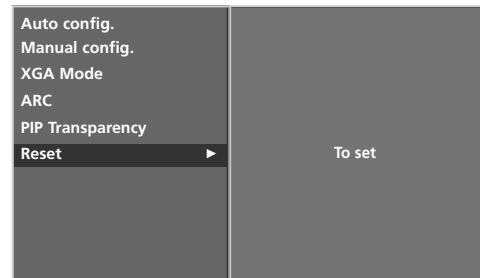 Auto config.
Manual config.
XGA Mode
ARC
PIP Transparency
Reset ►
To set